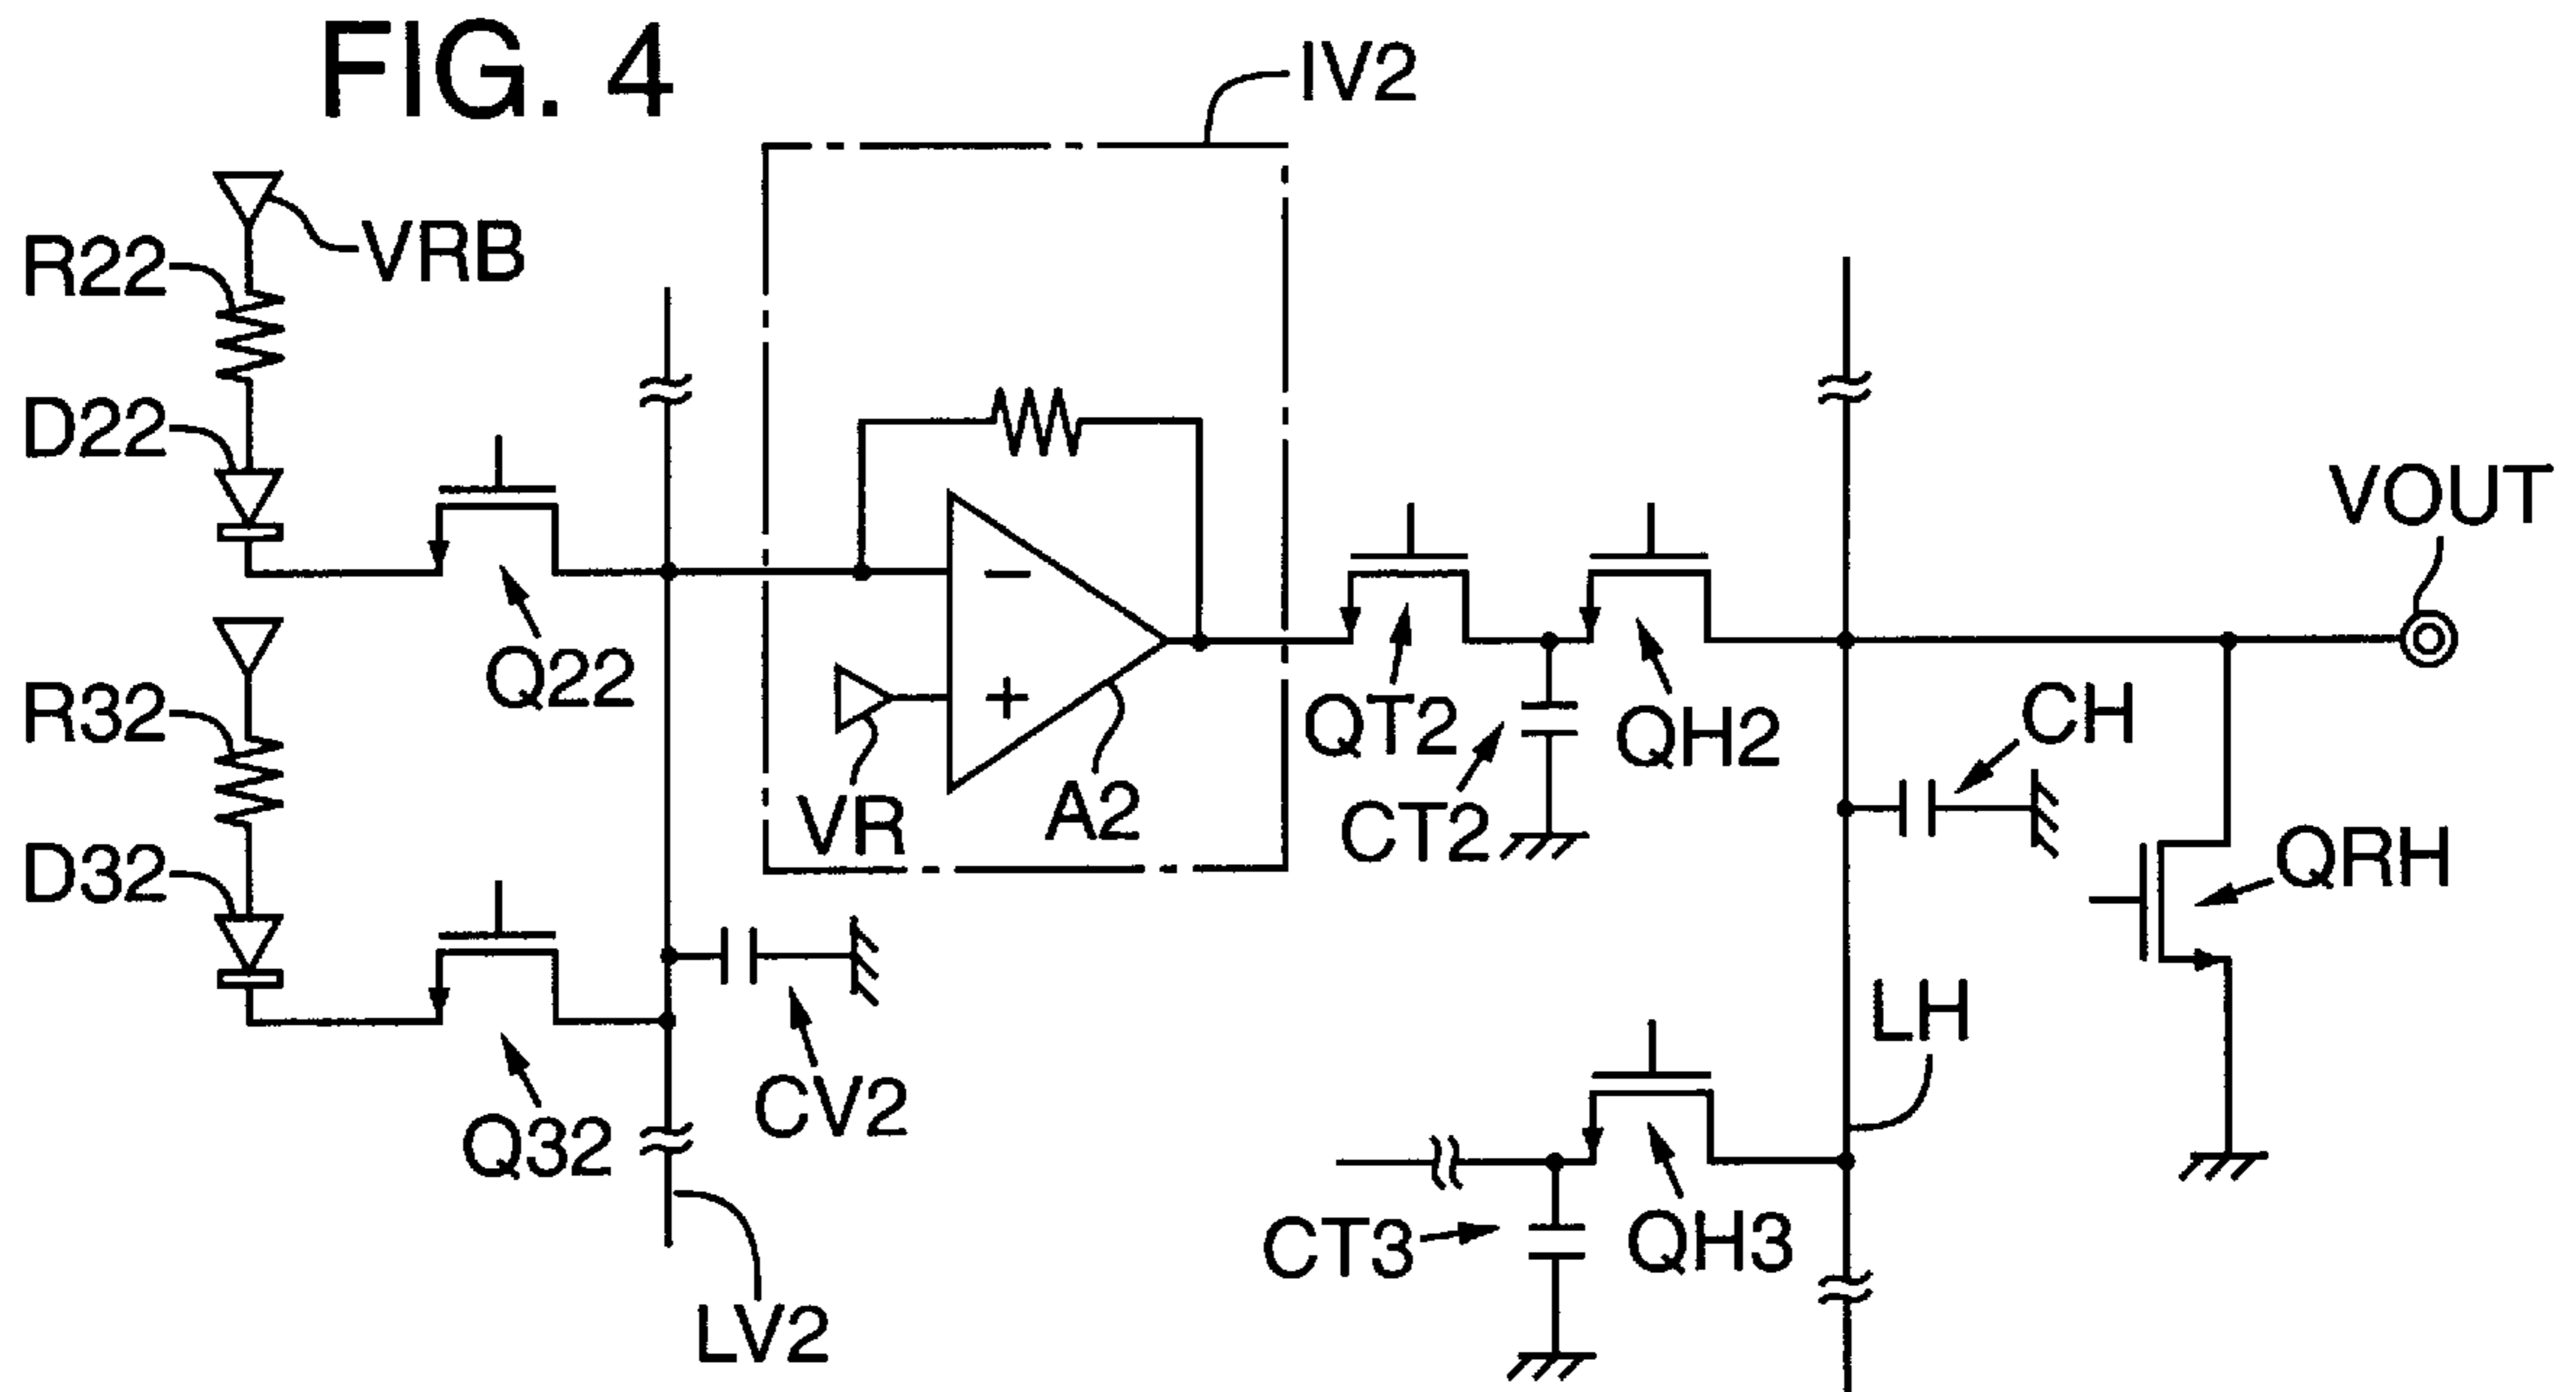 FIG. 4
IV2
VRB
R22
D22
VOUT
Q22
−
+
R32
QT2
QH2
CH
VR
A2
CT2
D32
QRH
LH
CV2
Q32
CT3
QH3
LV2